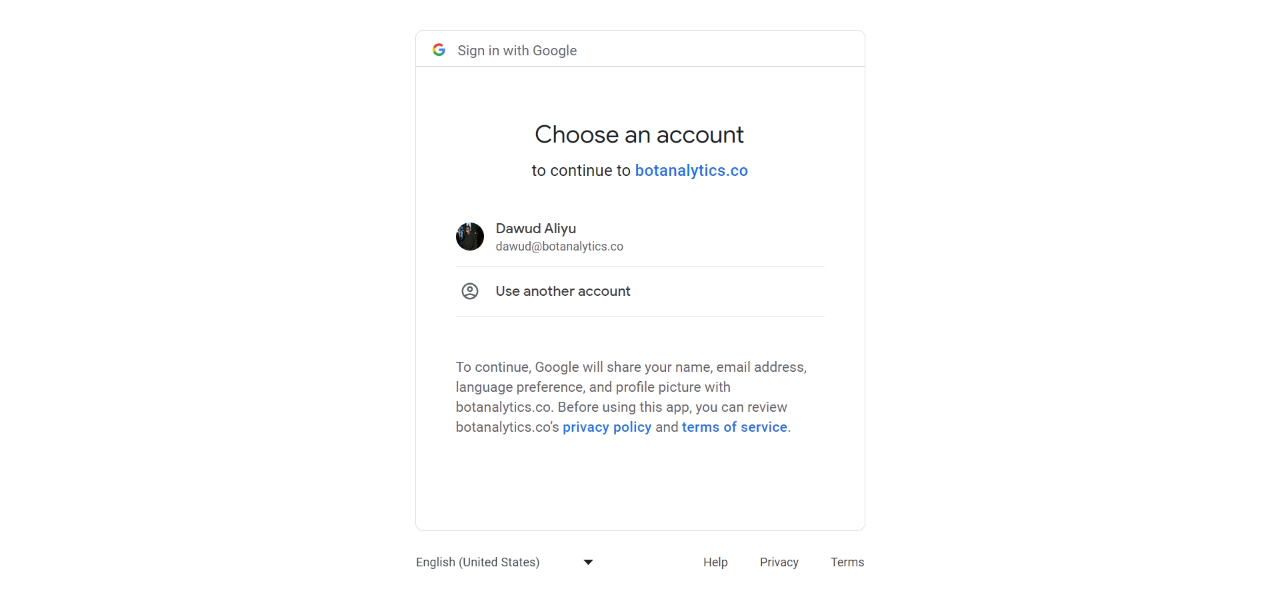 Sign in with Google
Choose an account
to continue to botanalytics.co
Dawud Aliyu
dawud@botanalytics.co
Use another account
To continue, Google will share your name, email address,
language preference, and profile picture with
botanalytics.co. Before using this app, you can review
botanalytics.co’s privacy policy and terms of service.
English (United States) Help Privacy Terms